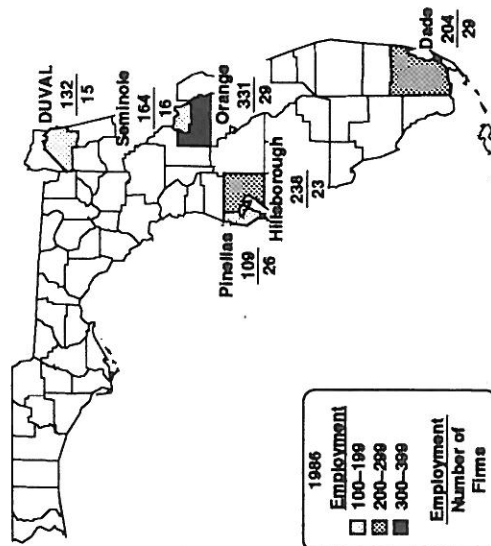 DUVAL
132
15
Seminole
164
16
Orange
331
29
Pinellas
109
26
Hillsborough
238
23
Dade
204
29
1986
Employment
100–199
200–299
300–399
Employment
Number of
Firms